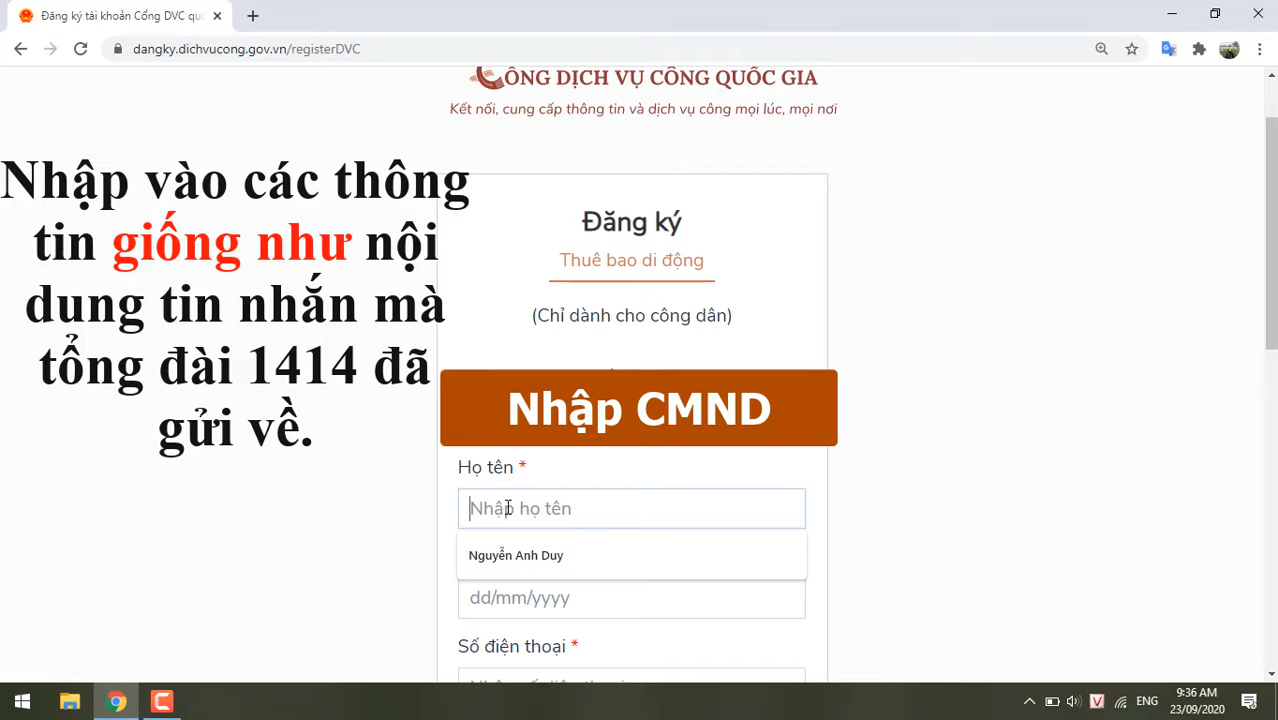 Đăng ký tài khoản Cổng DVC quố
dangky.dichvucong.gov.vn/registerDVC
ỔNG DỊCH VỤ CÔNG QUỐC GIA
Kết nối, cung cấp thông tin và dịch vụ công mọi lúc, mọi nơi
Nhập vào các thông
tin giống như nội
dung tin nhắn mà
tổng đài 1414 đã
gửi về.
Đăng ký
Thuê bao di động
(Chỉ dành cho công dân)
Nhập CMND
Họ tên *
Nhập họ tên
Nguyễn Anh Duy
dd/mm/yyyy
Số điện thoại *
ENG
9:36 AM
23/09/2020